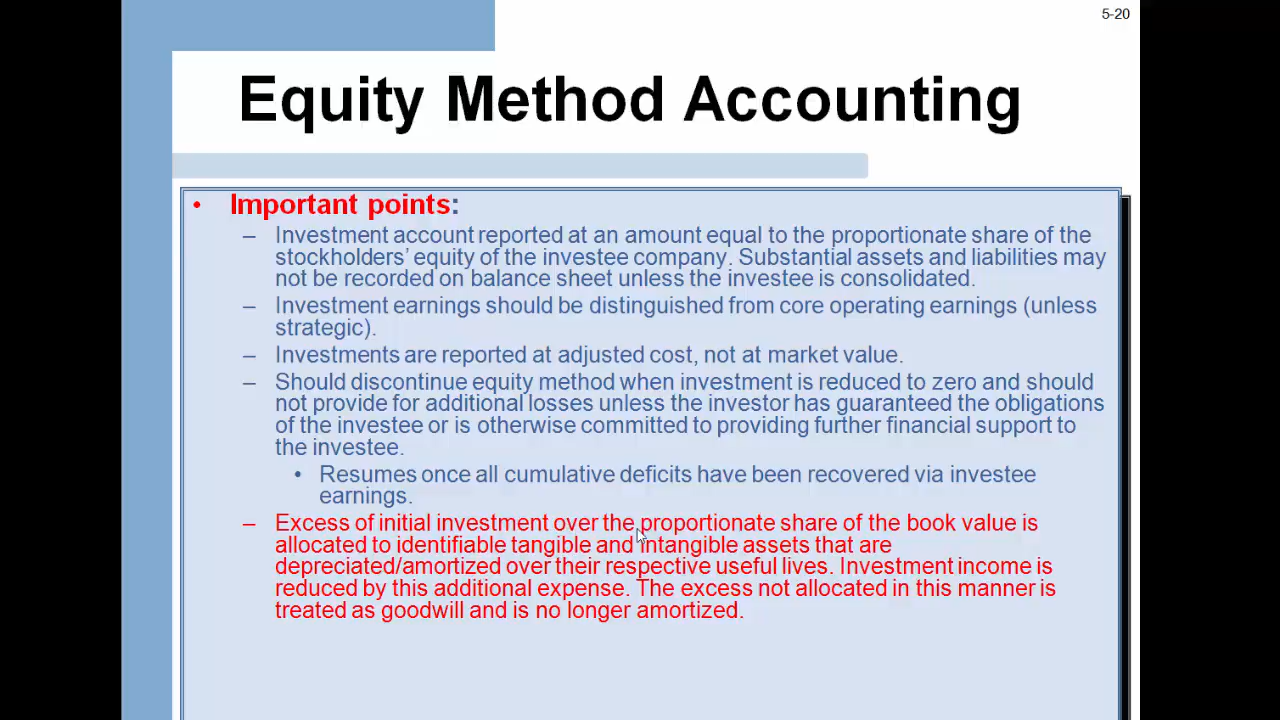 5-20
Equity Method Accounting
• Important points:
– Investment account reported at an amount equal to the proportionate share of the
stockholders’ equity of the investee company. Substantial assets and liabilities may
not be recorded on balance sheet unless the investee is consolidated.
– Investment earnings should be distinguished from core operating earnings (unless
strategic).
– Investments are reported at adjusted cost, not at market value.
– Should discontinue equity method when investment is reduced to zero and should
not provide for additional losses unless the investor has guaranteed the obligations
of the investee or is otherwise committed to providing further financial support to
the investee.
• Resumes once all cumulative deficits have been recovered via investee
earnings.
– Excess of initial investment over the proportionate share of the book value is
allocated to identifiable tangible and intangible assets that are
depreciated/amortized over their respective useful lives. Investment income is
reduced by this additional expense. The excess not allocated in this manner is
treated as goodwill and is no longer amortized.